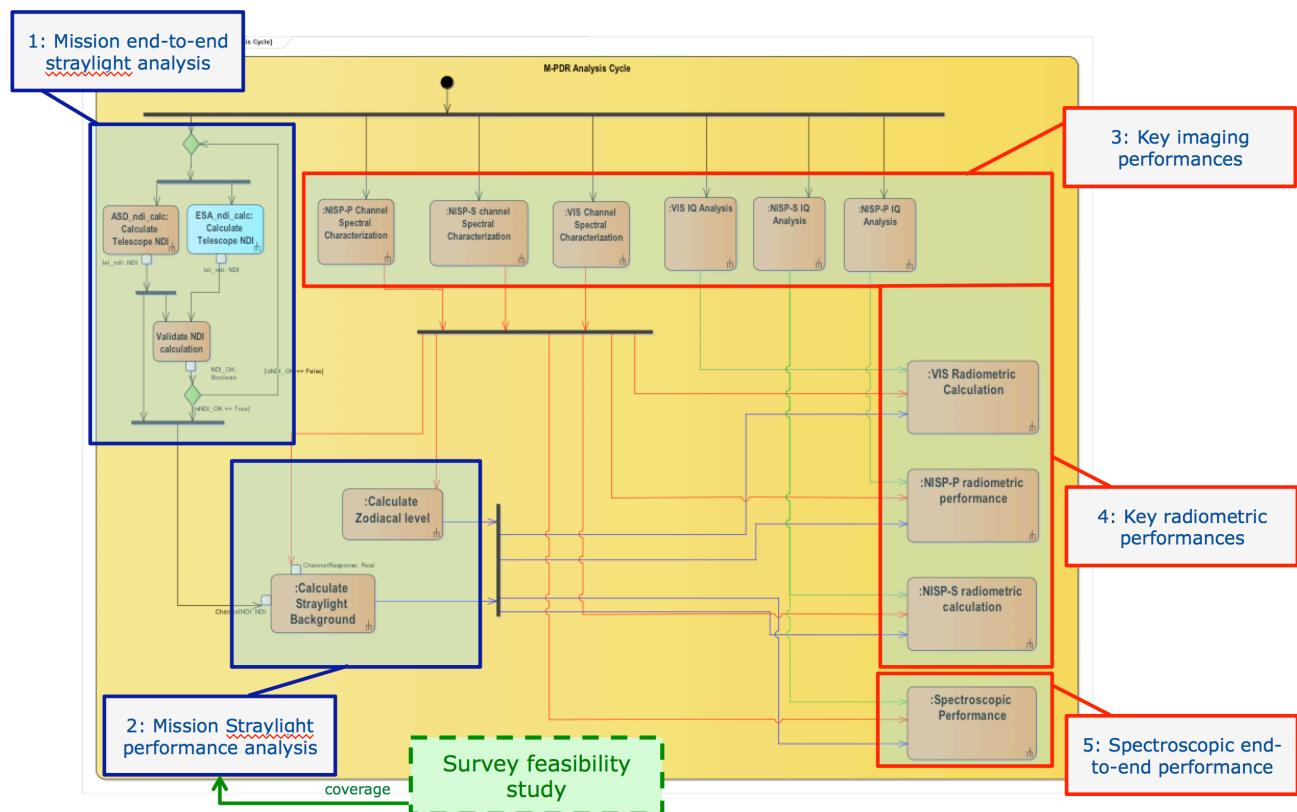 1: Mission end-to-end
straylight analysis
is Cycle]
M-PDR Analysis Cycle
3: Key imaging
performances
ASD_ndi_calc:
Calculate
Telescope NDI
tel_ndi: NDI
ESA_ndi_calc:
Calculate
Telescope NDI
tel_ndi: NDI
Validate NDI
calculation
NDI_OK:
Boolean
[isNDI_OK == False]
[isNDI_OK == True]
:NISP-P Channel
Spectral
Characterization
:NISP-S channel
Spectral
Characterization
:VIS Channel
Spectral
Characterization
:VIS IQ Analysis
:NISP-S IQ
Analysis
:NISP-P IQ
Analysis
:VIS Radiometric
Calculation
:NISP-P radiometric
performance
:NISP-S radiometric
calculation
4: Key radiometric
performances
:Calculate
Zodiacal level
ChannelResponse: Real
:Calculate
Straylight
Background
ChannelNDI: NDI
:Spectroscopic
Performance
5: Spectroscopic end-
to-end performance
2: Mission Straylight
performance analysis
Survey feasibility
study
coverage